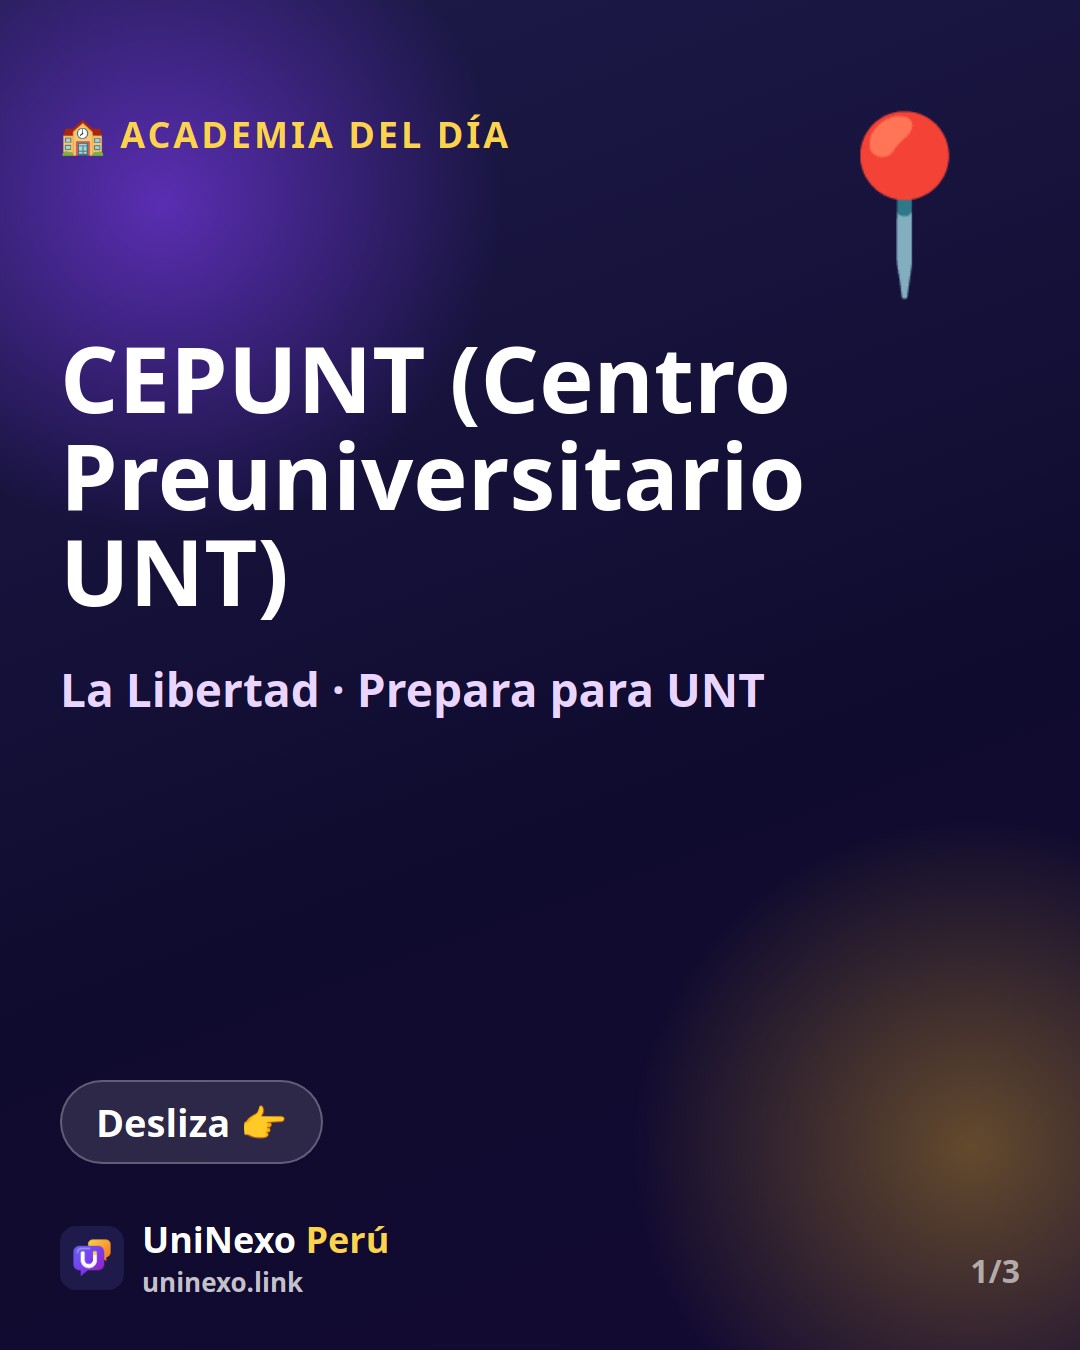 ACADEMIA DEL DÍA
CEPUNT (Centro
Preuniversitario
UNT)
La Libertad · Prepara para UNT
Desliza 👉
UniNexo Perú
uninexo.link
1/3